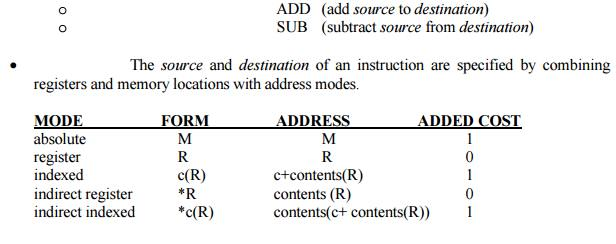 o ADD (add source to destination)
o SUB (subtract source from destination)
• The source and destination of an instruction are specified by combining
registers and memory locations with address modes.
MODE FORM ADDRESS ADDED COST
absolute M M 1
register R R 0
indexed c(R) c+contents(R) 1
indirect register *R contents (R) 0
indirect indexed *c(R) contents(c+ contents(R)) 1